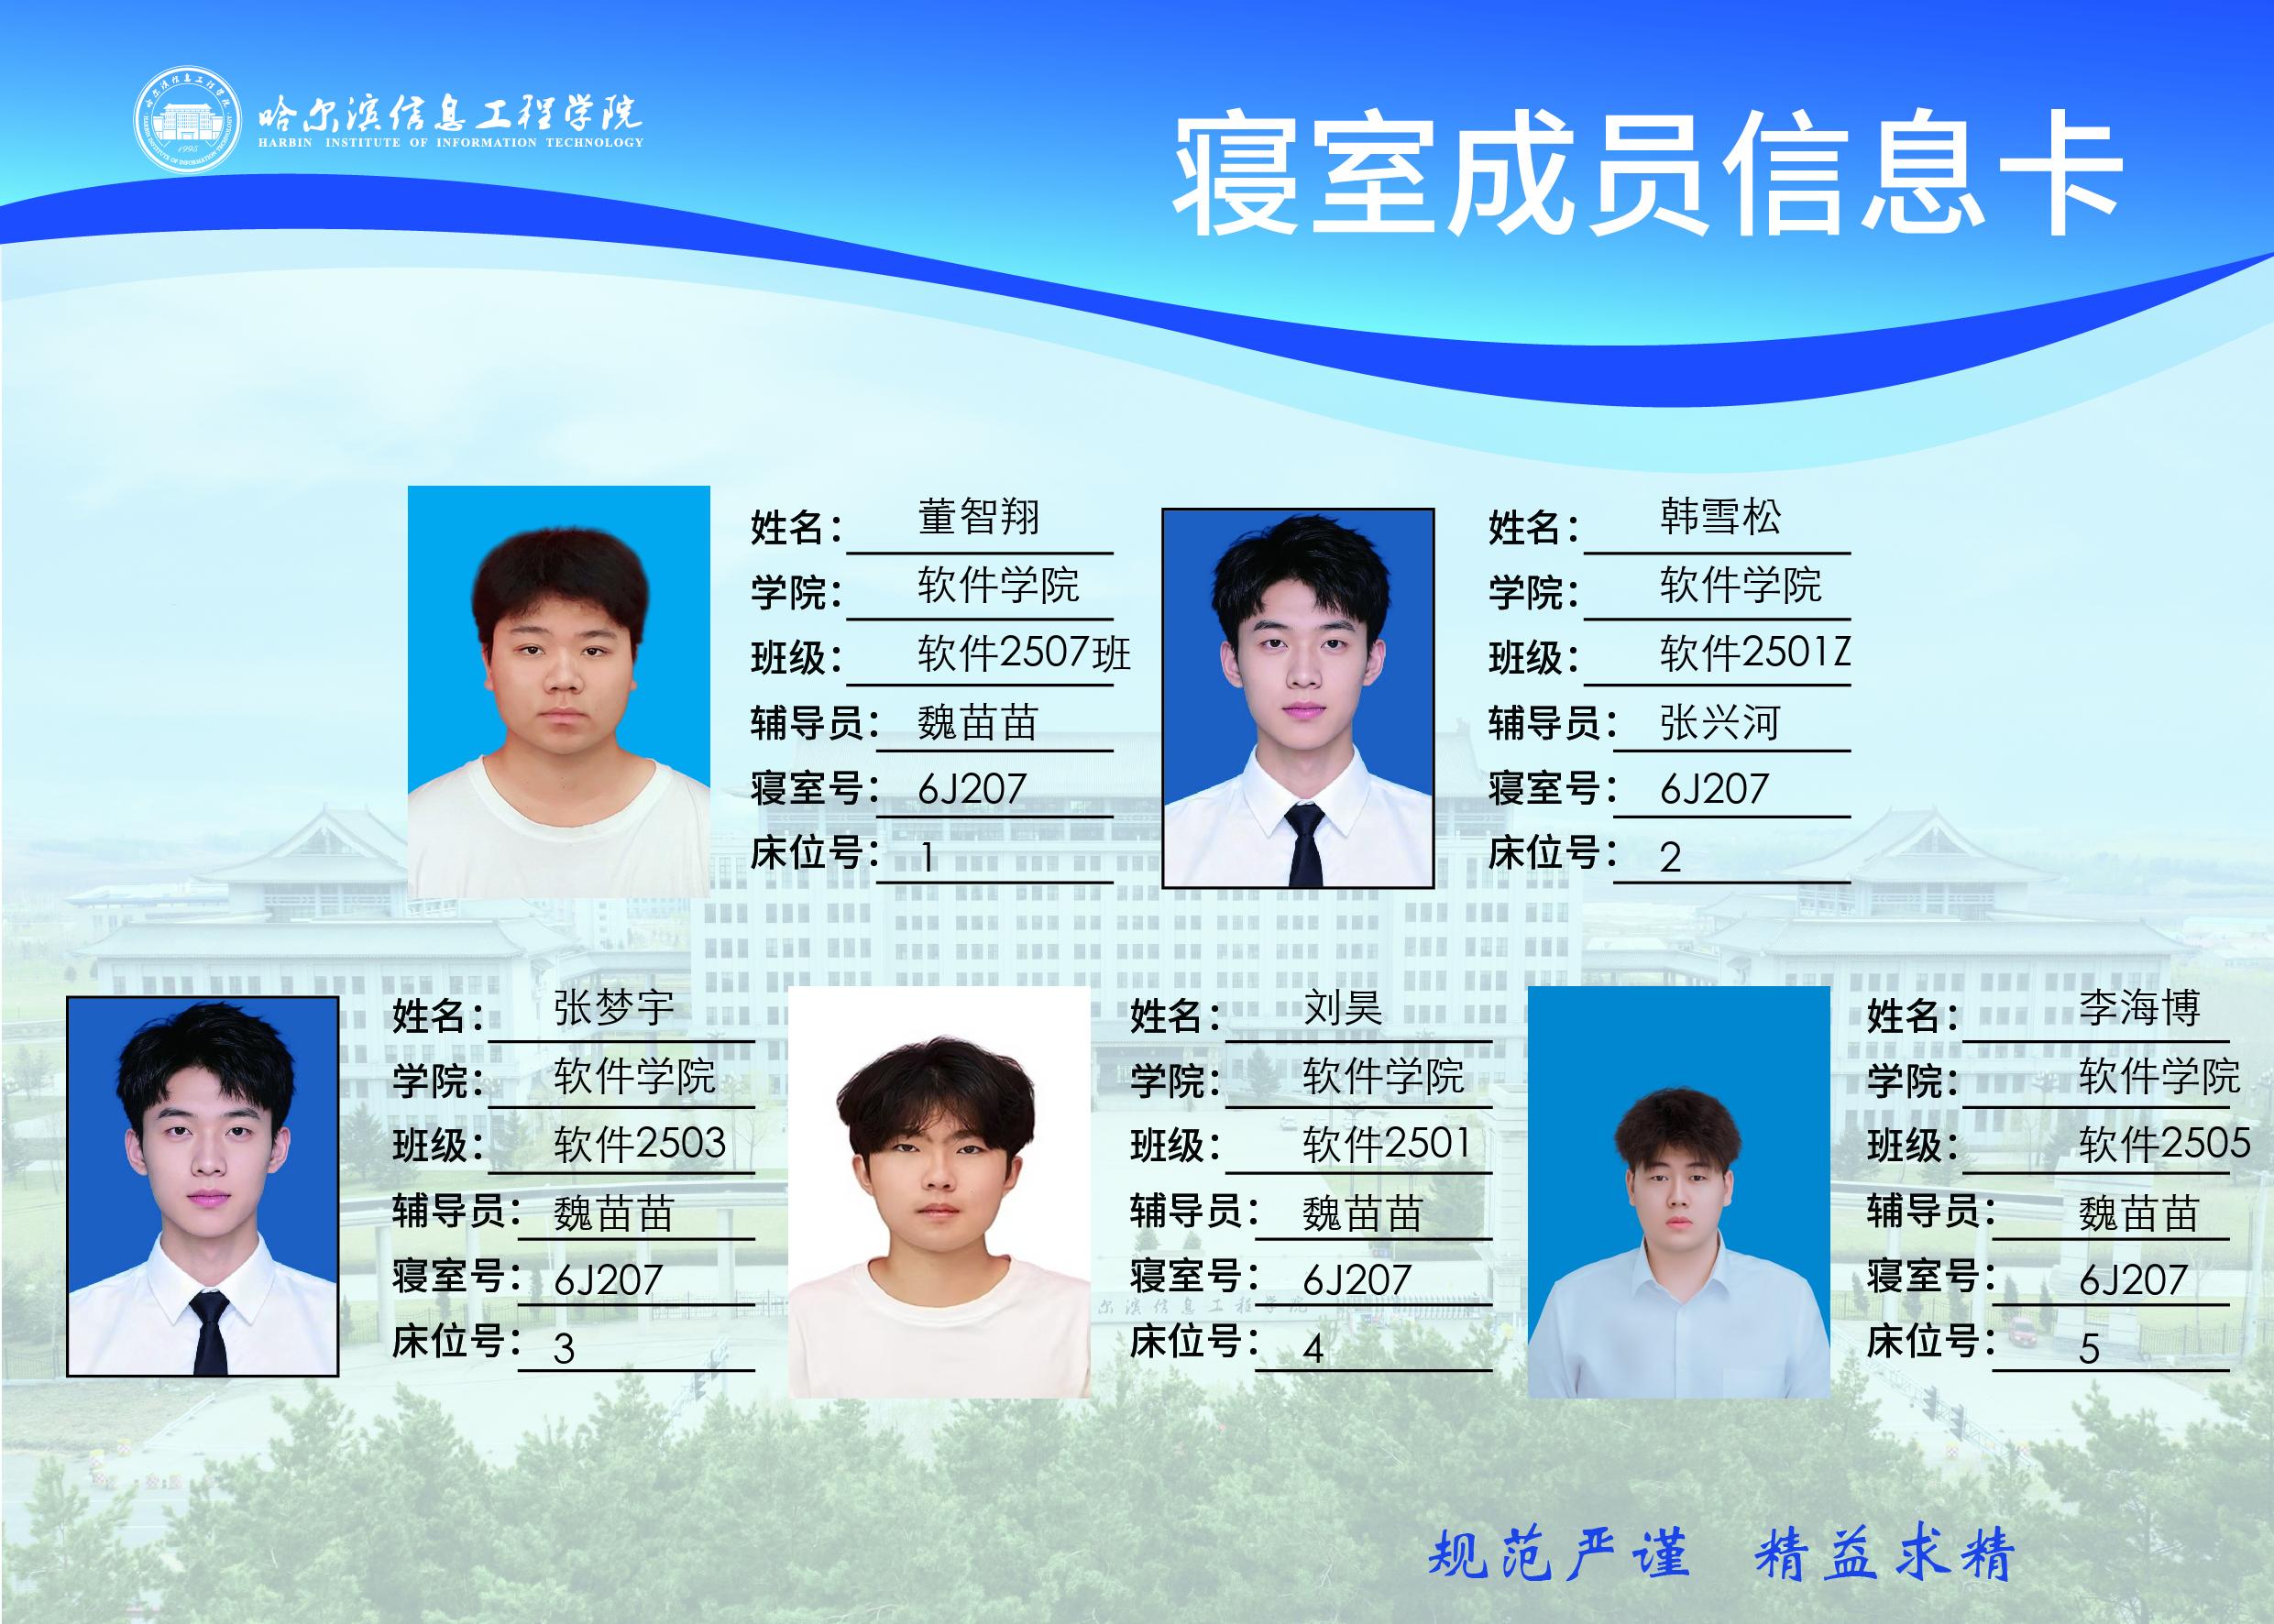 哈尔滨信息工程学院
HARBIN INSTITUTE OF INFORMATION TECHNOLOGY
1995
寝室成员信息卡
姓名： 董智翔
学院： 软件学院
班级： 软件2507班
辅导员： 魏苗苗
寝室号： 6J207
床位号： 1
姓名： 韩雪松
学院： 软件学院
班级： 软件2501Z
辅导员： 张兴河
寝室号： 6J207
床位号： 2
姓名： 张梦宇
学院： 软件学院
班级： 软件2503
辅导员： 魏苗苗
寝室号： 6J207
床位号： 3
姓名： 刘昊
学院： 软件学院
班级： 软件2501
辅导员： 魏苗苗
寝室号： 6J207
床位号： 4
姓名： 李海博
学院： 软件学院
班级： 软件2505
辅导员： 魏苗苗
寝室号： 6J207
床位号： 5
尔滨信息工程学院
规范严谨 精益求精